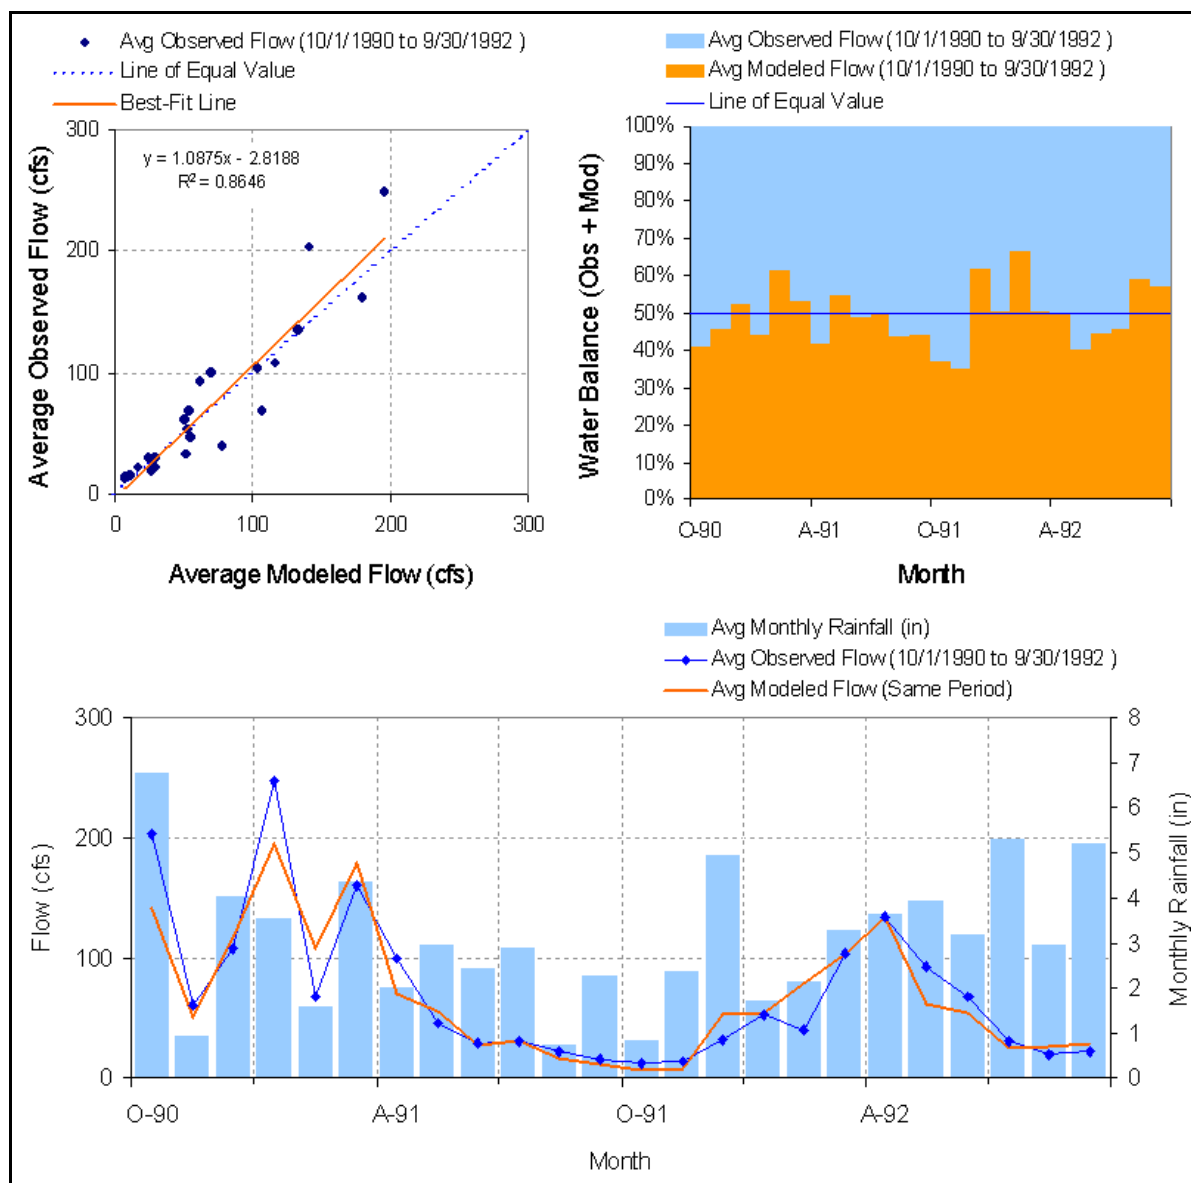 Avg Observed Flow (10/1/1990 to 9/30/1992 )
Line of Equal Value
Best-Fit Line
300
200
100
0
y = 1.0875x - 2.8188
R² = 0.8646
0
100
200
300
Average Observed Flow (cfs)
Average Modeled Flow (cfs)
Avg Observed Flow (10/1/1990 to 9/30/1992 )
Avg Modeled Flow (10/1/1990 to 9/30/1992 )
Line of Equal Value
100%
90%
80%
70%
60%
50%
40%
30%
20%
10%
0%
O-90
A-91
O-91
A-92
Water Balance (Obs + Mod)
Month
Avg Monthly Rainfall (in)
Avg Observed Flow (10/1/1990 to 9/30/1992 )
Avg Modeled Flow (Same Period)
300
200
100
0
Flow (cfs)
8
7
6
5
4
3
2
1
0
Monthly Rainfall (in)
O-90
A-91
O-91
A-92
Month